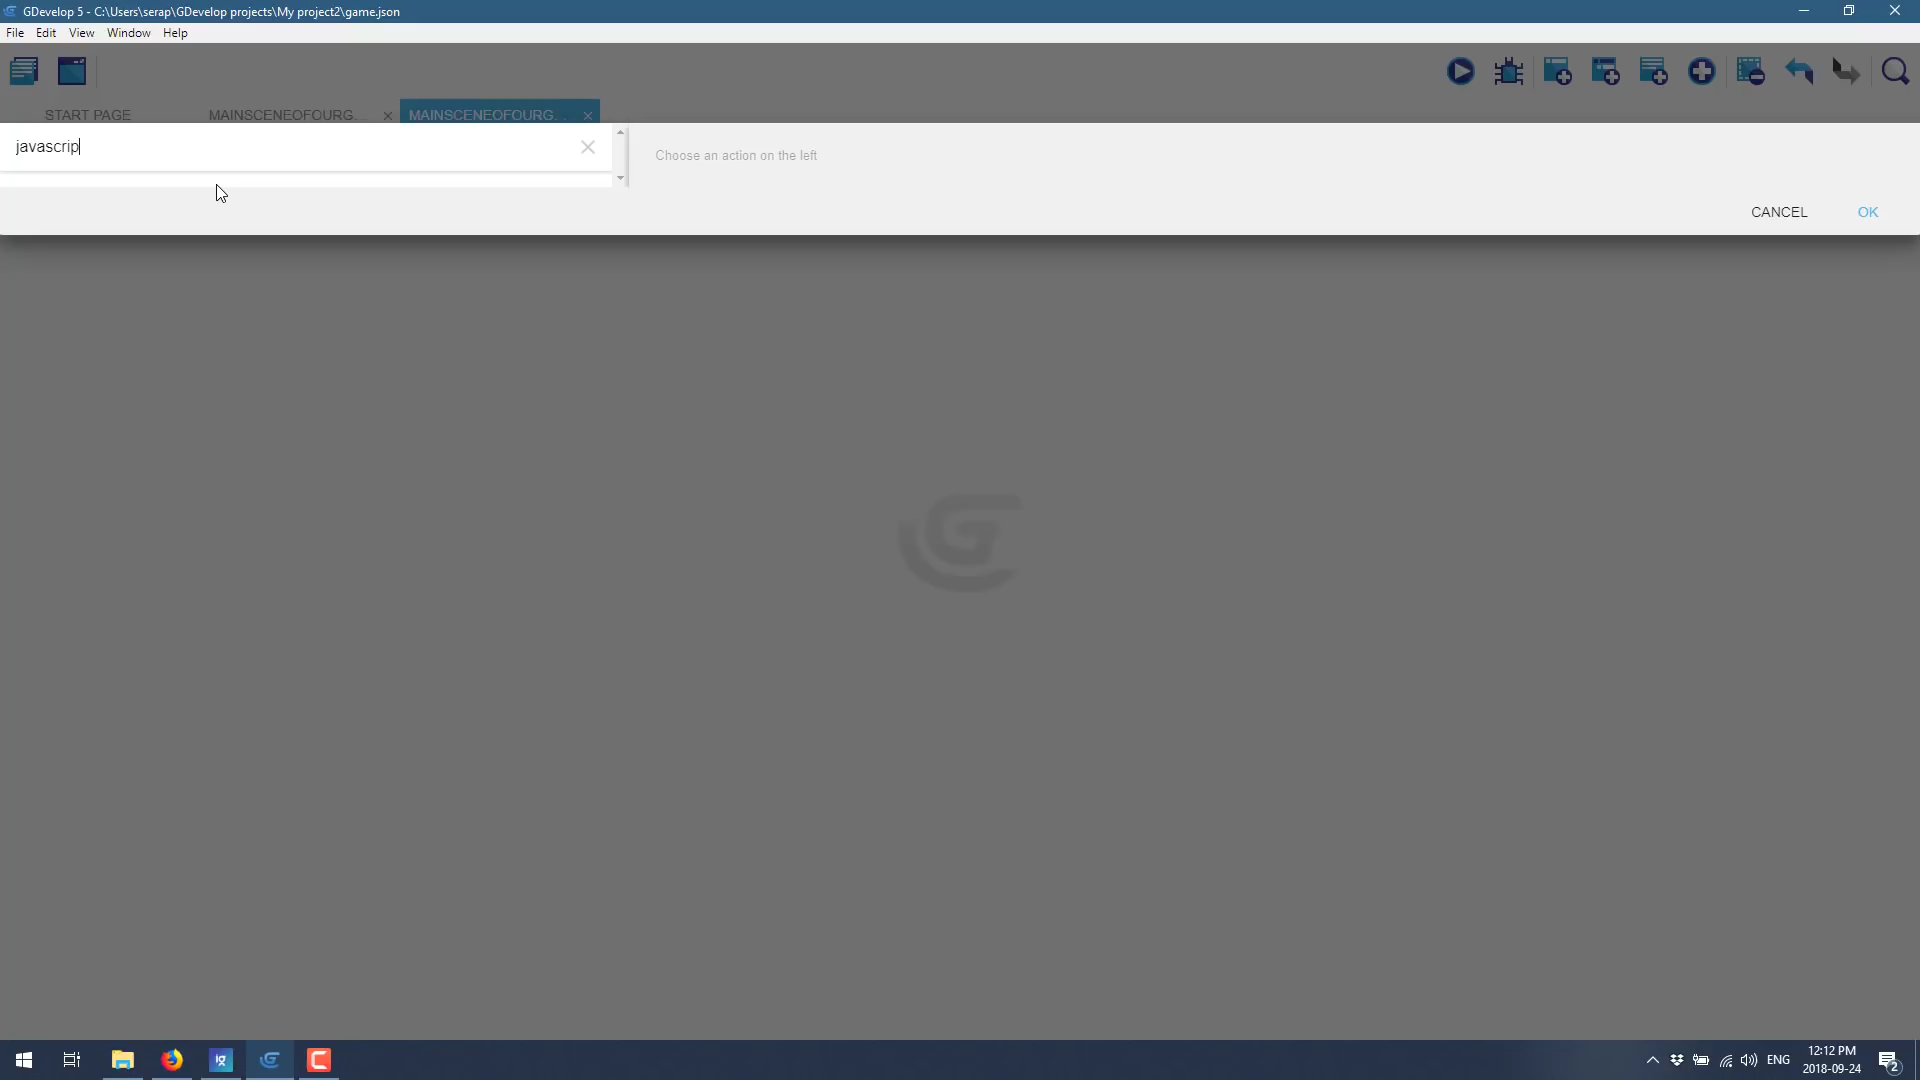 GDevelop 5 - C:\Users\serap\GDevelop projects\My project2\game.json
File Edit View Window Help
START PAGE MAINSCENEOFOURG... MAINSCENEOFOURG...
javascrip
Choose an action on the left
CANCEL OK
ENG
12:12 PM
2018-09-24
2